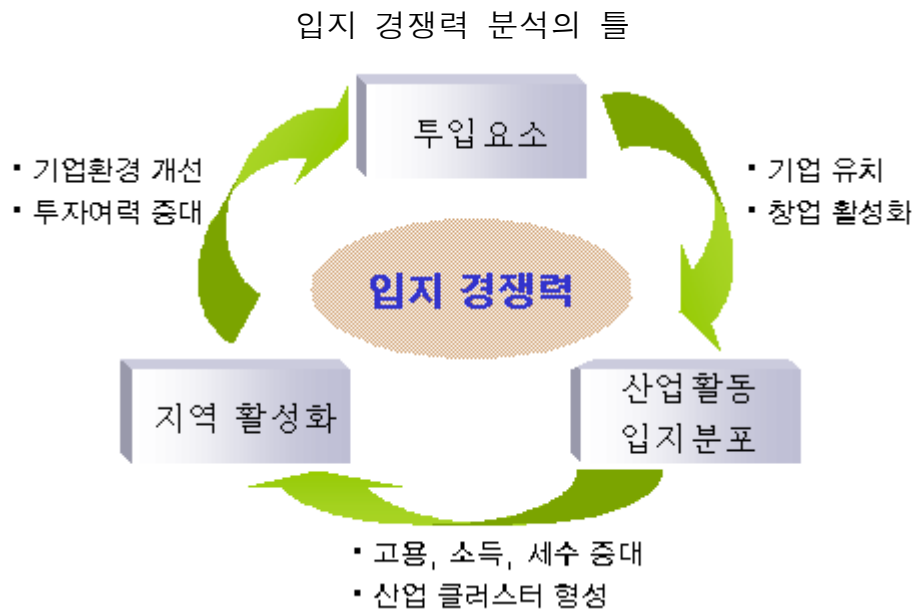 입지 경쟁력 분석의 틀
투입요소
▪ 기업환경 개선
▪ 투자여력 증대
▪ 기업 유치
▪ 창업 활성화
입지 경쟁력
지역 활성화
산업활동
입지분포
▪ 고용, 소득, 세수 증대
▪ 산업 클러스터 형성